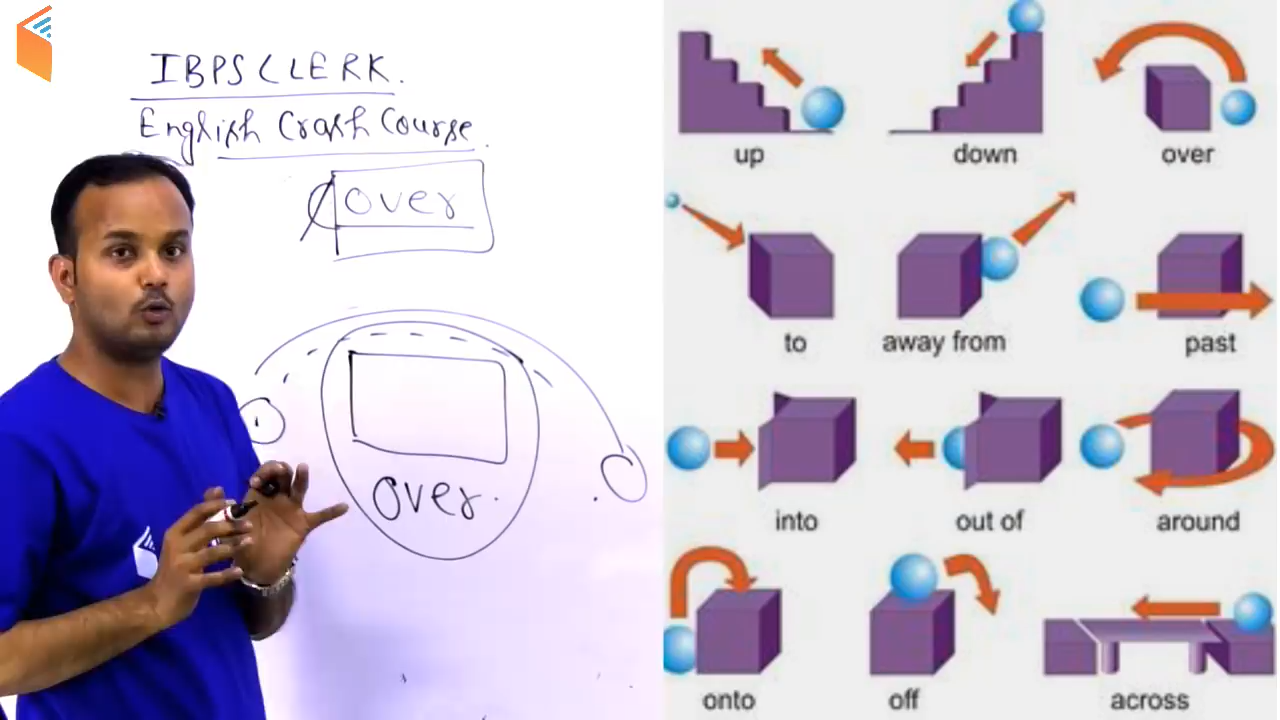 IBPS CLERK.
English Crash Course
over
over.
up
down
over
to
away from
past
into
out of
around
onto
off
across